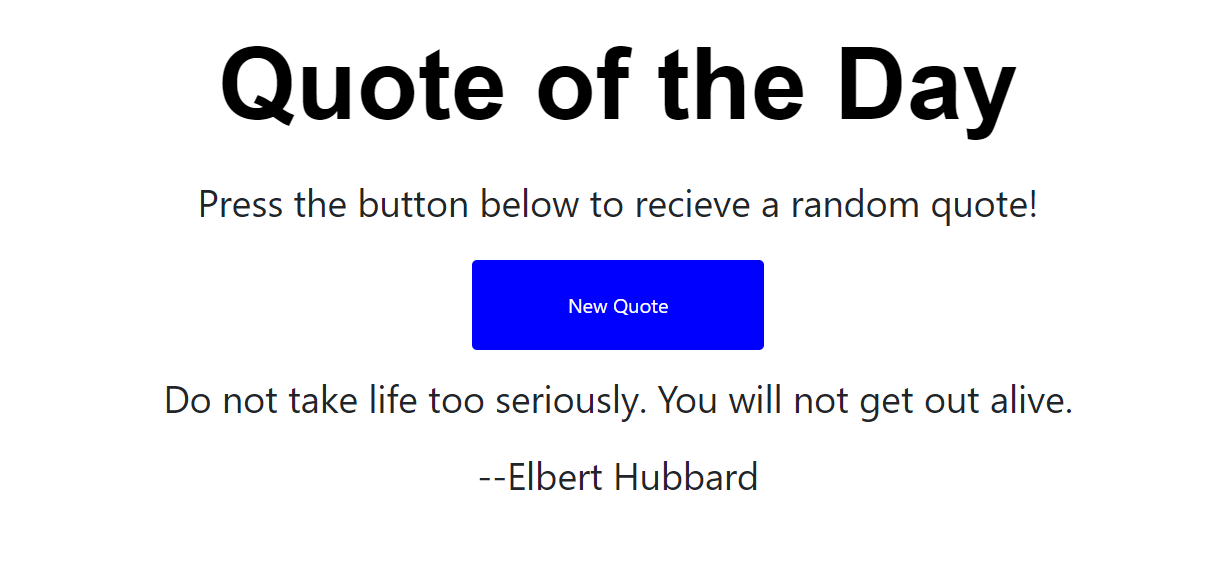 Quote of the Day
Press the button below to recieve a random quote!
New Quote
Do not take life too seriously. You will not get out alive.
--Elbert Hubbard